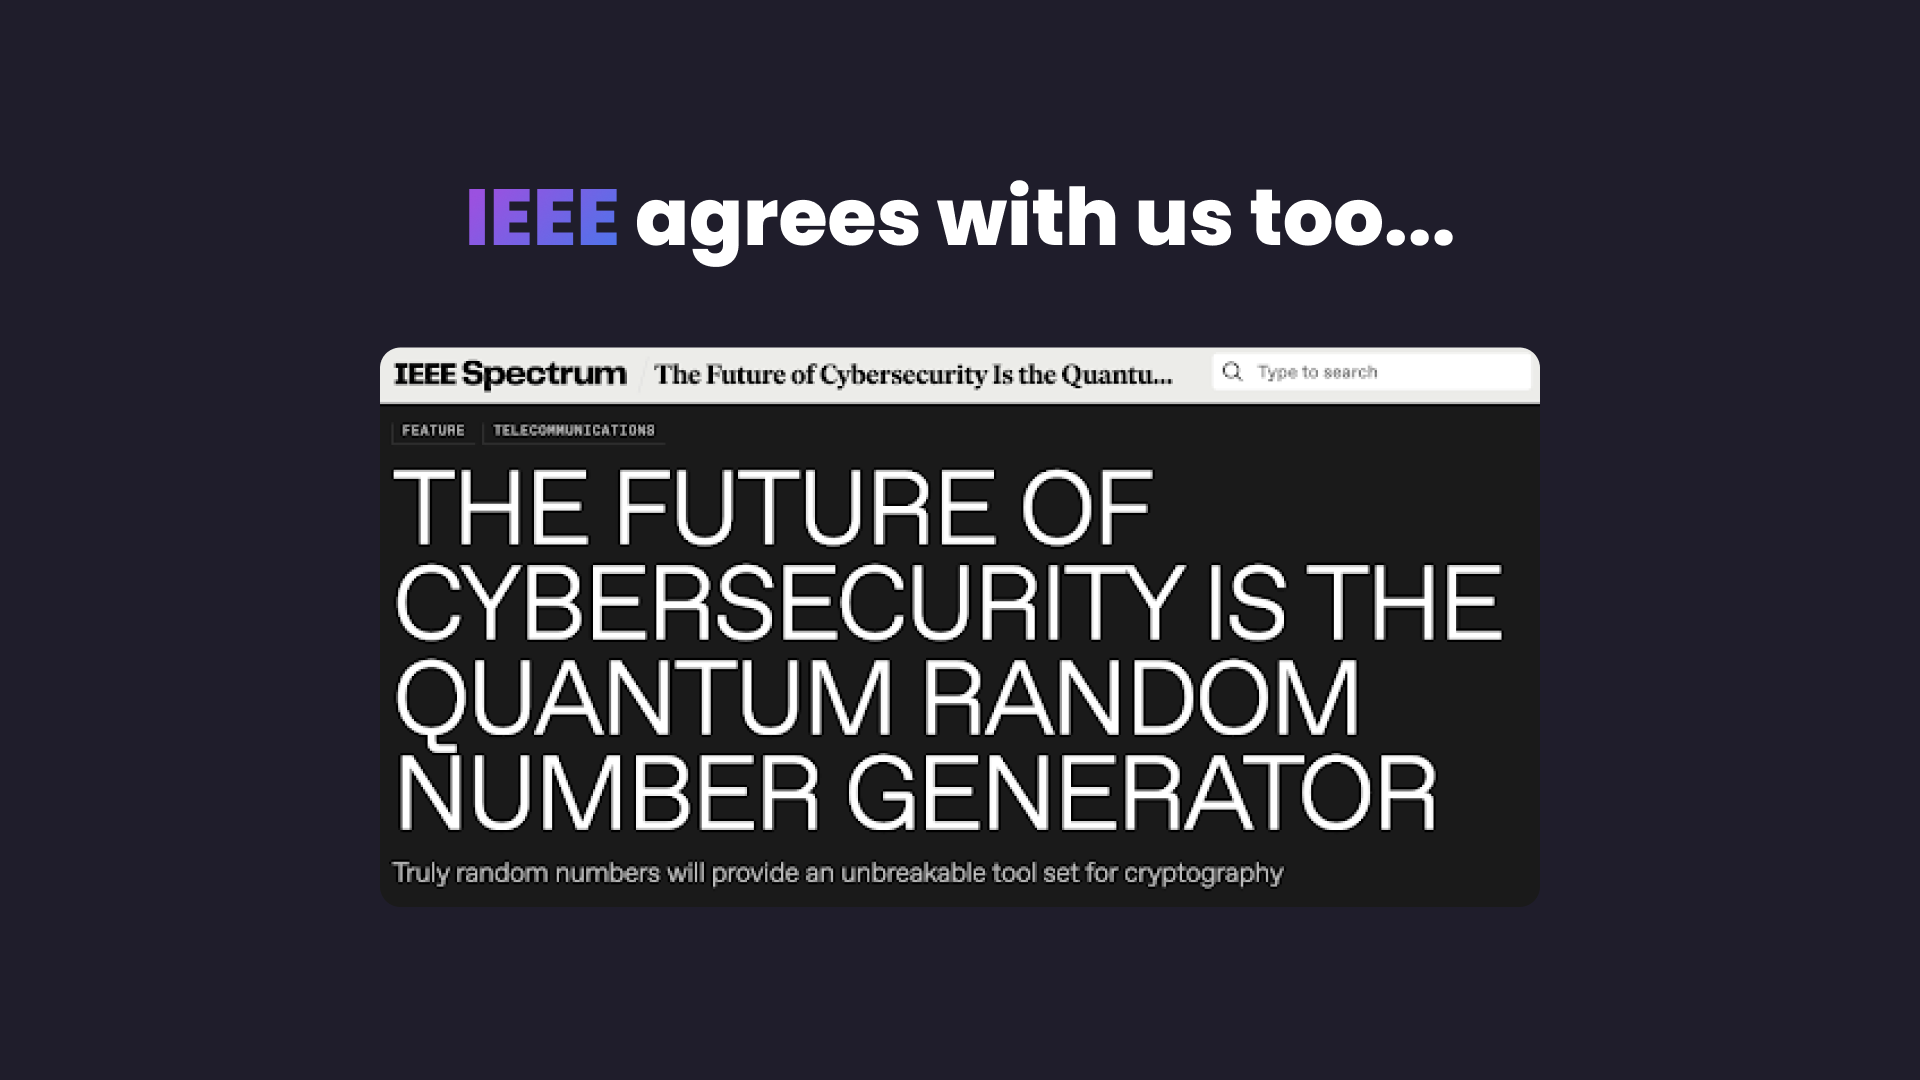 IEEE agrees with us too...
IEEE Spectrum / The Future of Cybersecurity Is the Quantu... Type to search
FEATURE TELECOMMUNICATIONS
THE FUTURE OF
CYBERSECURITY IS THE
QUANTUM RANDOM
NUMBER GENERATOR
Truly random numbers will provide an unbreakable tool set for cryptography